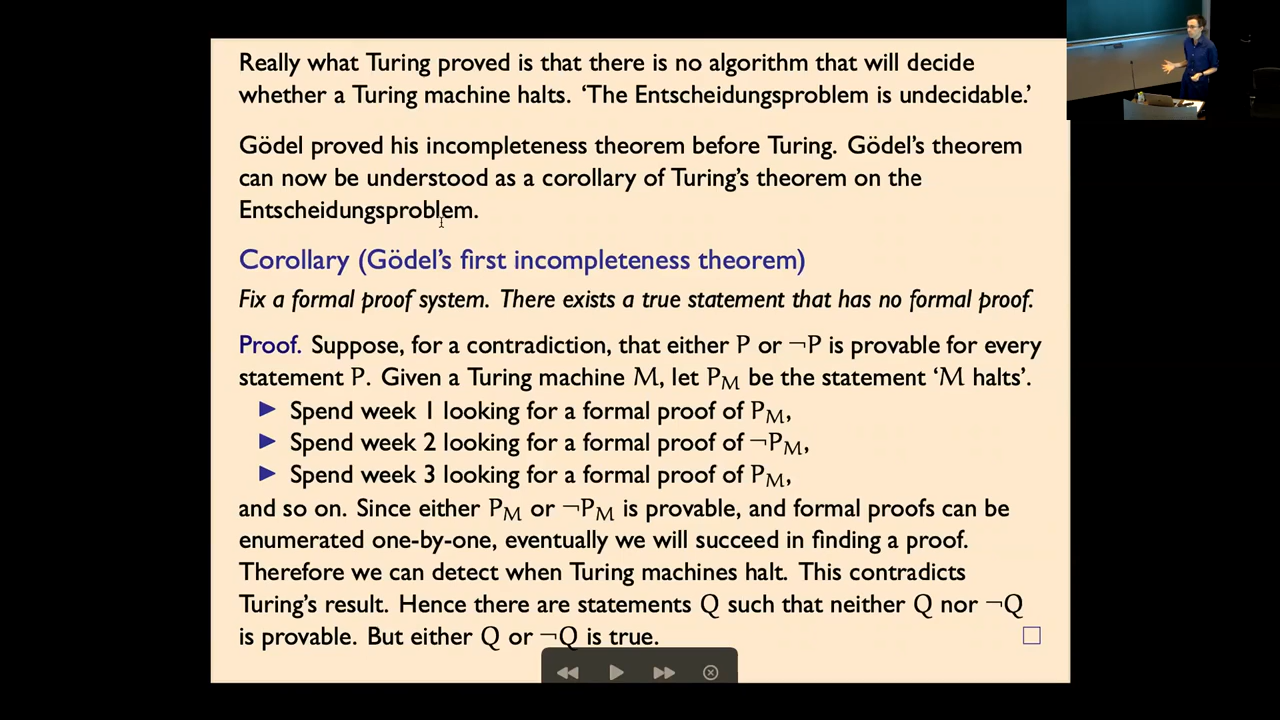 Really what Turing proved is that there is no algorithm that will decide
whether a Turing machine halts. ‘The Entscheidungsproblem is undecidable.’
Gödel proved his incompleteness theorem before Turing. Gödel’s theorem
can now be understood as a corollary of Turing’s theorem on the
Entscheidungsproblem.
Corollary (Gödel’s first incompleteness theorem)
Fix a formal proof system. There exists a true statement that has no formal proof.
Proof. Suppose, for a contradiction, that either P or ¬P is provable for every
statement P. Given a Turing machine M, let P_M be the statement ‘M halts’.
▶ Spend week 1 looking for a formal proof of P_M,
▶ Spend week 2 looking for a formal proof of ¬P_M,
▶ Spend week 3 looking for a formal proof of P_M,
and so on. Since either P_M or ¬P_M is provable, and formal proofs can be
enumerated one-by-one, eventually we will succeed in finding a proof.
Therefore we can detect when Turing machines halt. This contradicts
Turing’s result. Hence there are statements Q such that neither Q nor ¬Q
is provable. But either Q or ¬Q is true. □